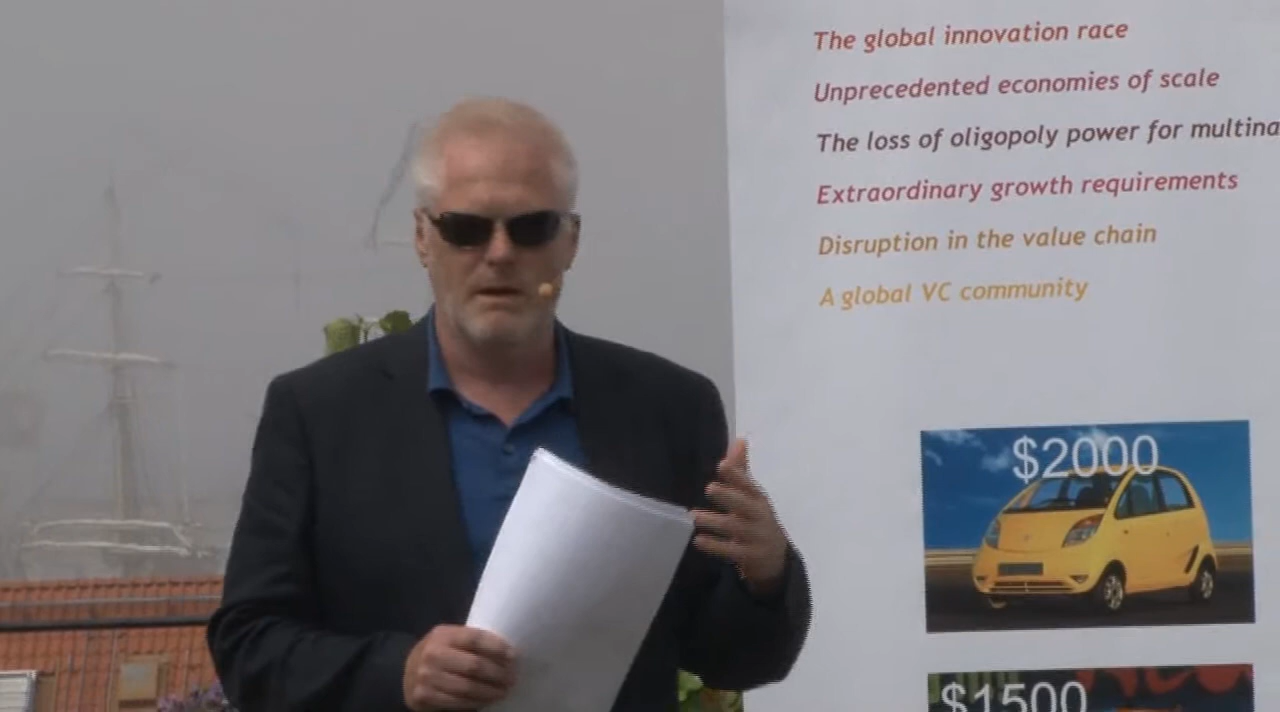 The global innovation race
Unprecedented economies of scale
The loss of oligopoly power for multina
Extraordinary growth requirements
Disruption in the value chain
A global VC community
$2000
$1500